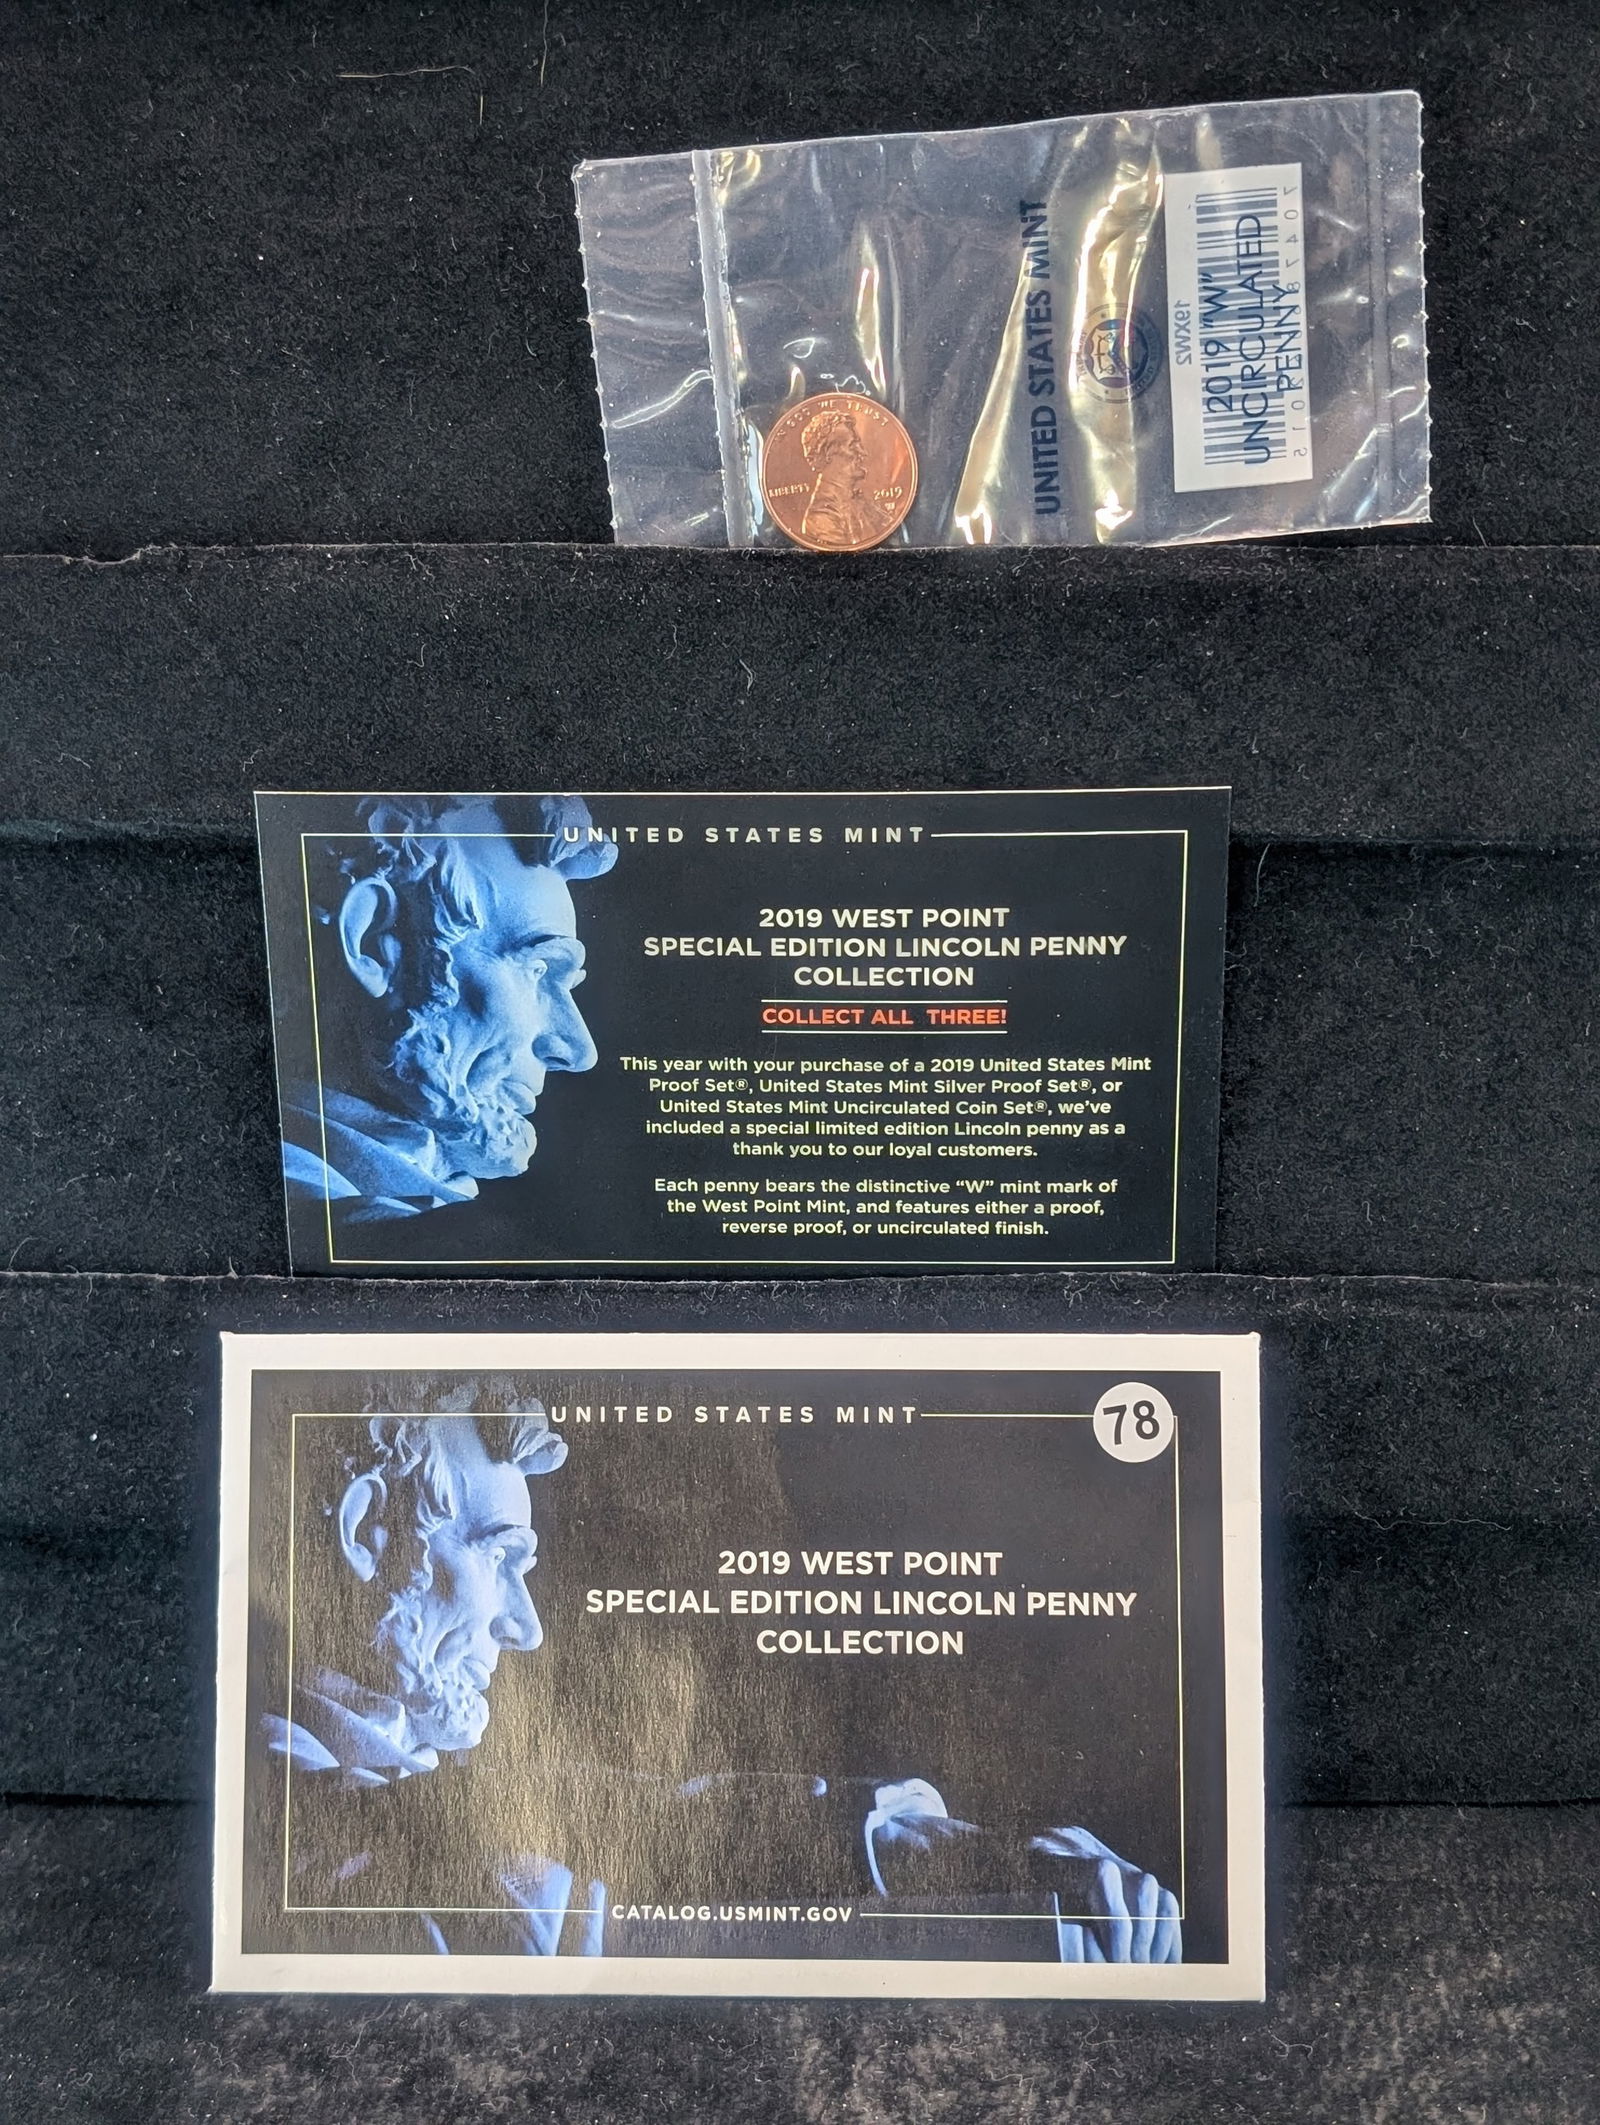 IN GOD WE TRUST
LIBERTY
2019
W
UNITED STATES MINT
19XW2
2019 "W"
UNCIRCULATED
PENNY
UNITED STATES MINT
2019 WEST POINT
SPECIAL EDITION LINCOLN PENNY
COLLECTION
COLLECT ALL THREE!
This year with your purchase of a 2019 United States Mint
Proof Set®, United States Mint Silver Proof Set®, or
United States Mint Uncirculated Coin Set®, we've
included a special limited edition Lincoln penny as a
thank you to our loyal customers.
Each penny bears the distinctive “W” mint mark of
the West Point Mint, and features either a proof,
reverse proof, or uncirculated finish.
UNITED STATES MINT
78
2019 WEST POINT
SPECIAL EDITION LINCOLN PENNY
COLLECTION
CATALOG.USMINT.GOV